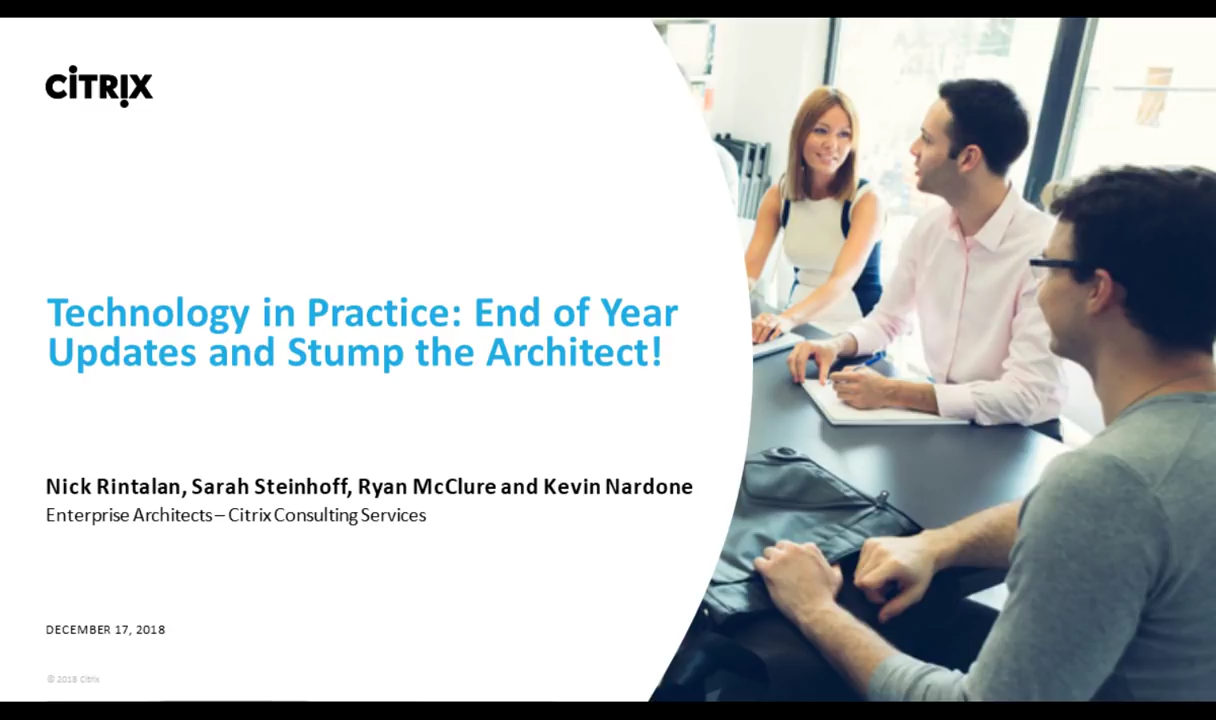 CITRIX
Technology in Practice: End of Year
Updates and Stump the Architect!
Nick Rintalan, Sarah Steinhoff, Ryan McClure and Kevin Nardone
Enterprise Architects – Citrix Consulting Services
DECEMBER 17, 2018
© 2018 Citrix